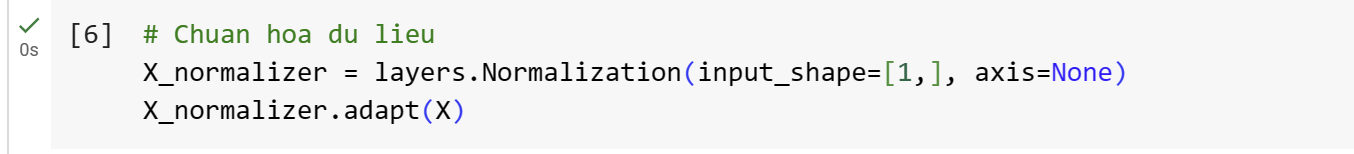 [6] # Chuan hoa du lieu
0s
X_normalizer = layers.Normalization(input_shape=[1,], axis=None)
X_normalizer.adapt(X)